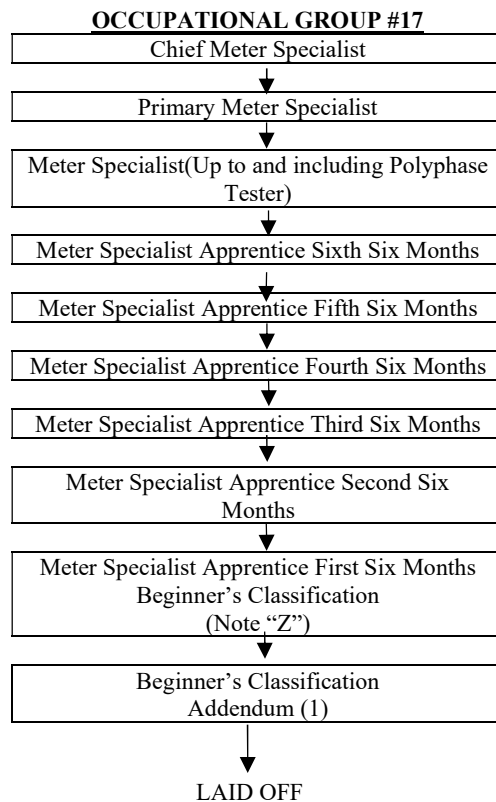 OCCUPATIONAL GROUP #17
Chief Meter Specialist
Primary Meter Specialist
Meter Specialist(Up to and including Polyphase
Tester)
Meter Specialist Apprentice Sixth Six Months
Meter Specialist Apprentice Fifth Six Months
Meter Specialist Apprentice Fourth Six Months
Meter Specialist Apprentice Third Six Months
Meter Specialist Apprentice Second Six
Months
Meter Specialist Apprentice First Six Months
Beginner’s Classification
(Note “Z”)
Beginner’s Classification
Addendum (1)
LAID OFF